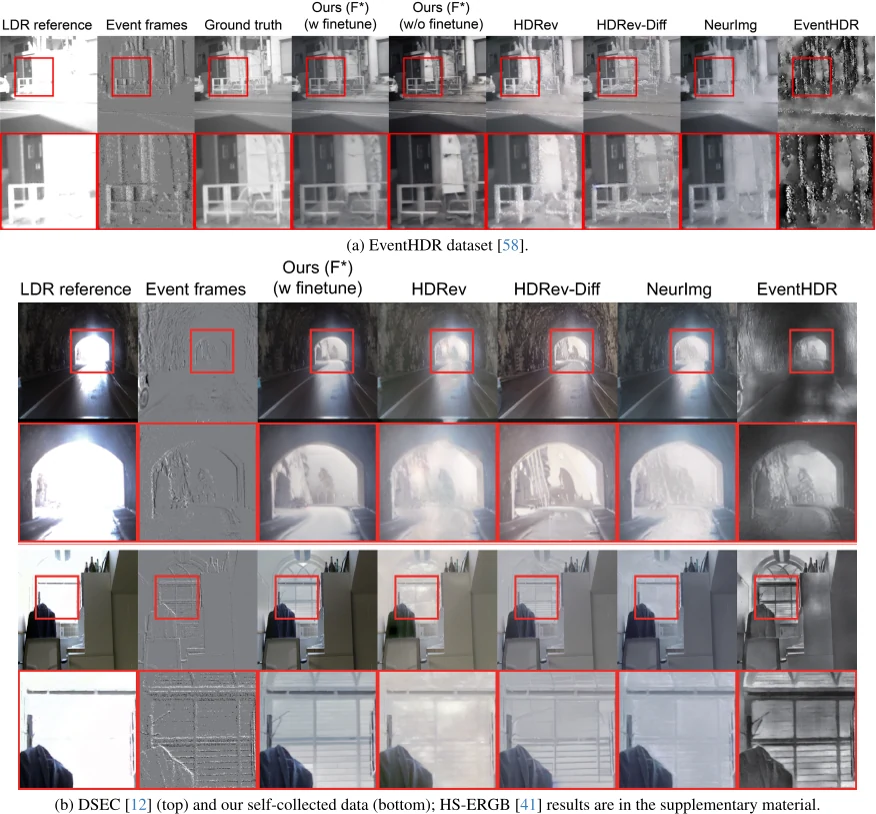 LDR reference Event frames Ground truth Ours (F*) (w finetune) Ours (F*) (w/o finetune) HDRev HDRev-Diff NeurImg EventHDR
(a) EventHDR dataset [58].
LDR reference Event frames Ours (F*) (w finetune) HDRev HDRev-Diff NeurImg EventHDR
(b) DSEC [12] (top) and our self-collected data (bottom); HS-ERGB [41] results are in the supplementary material.